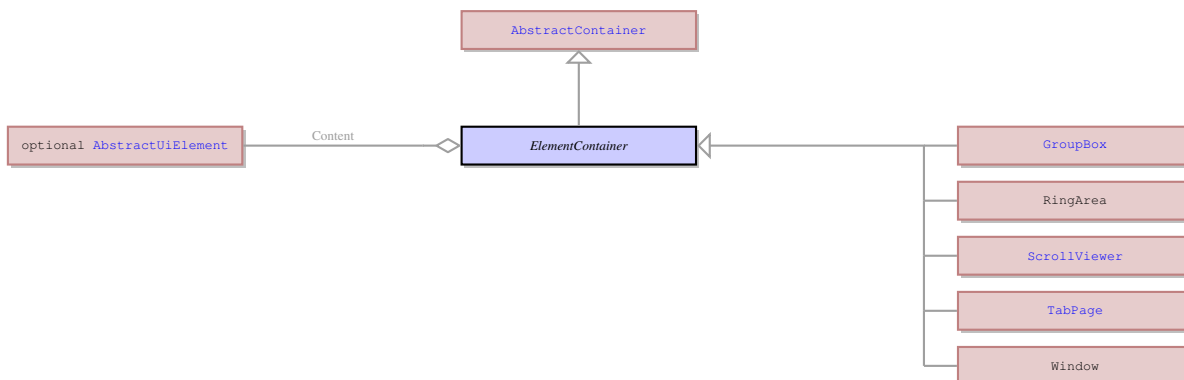 AbstractContainer
optional AbstractUiElement
Content
ElementContainer
GroupBox
RingArea
ScrollViewer
TabPage
Window